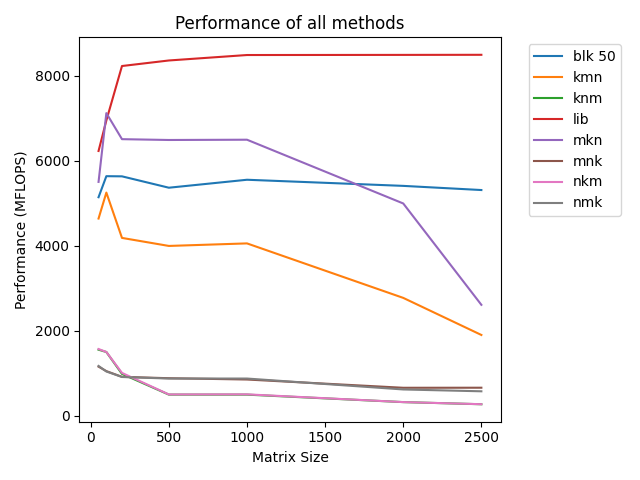 Performance of all methods
Performance (MFLOPS)
8000
6000
4000
2000
0
0 500 1000 1500 2000 2500
Matrix Size
blk 50
kmn
knm
lib
mkn
mnk
nkm
nmk